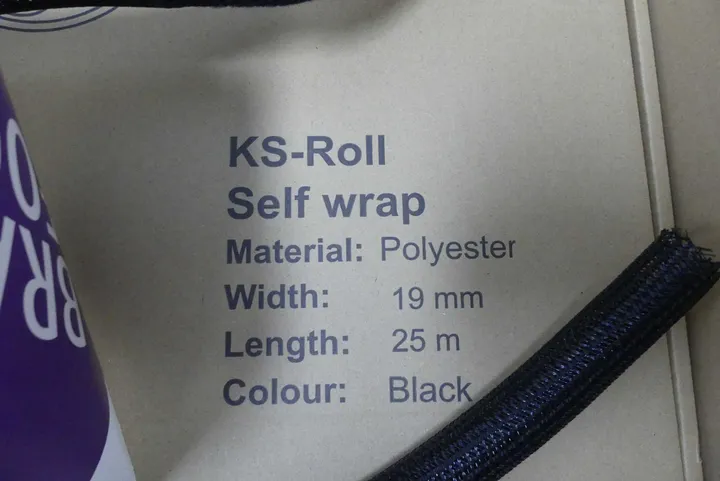 KS-Roll
Self wrap
Material: Polyester
Width: 19 mm
Length: 25 m
Colour: Black